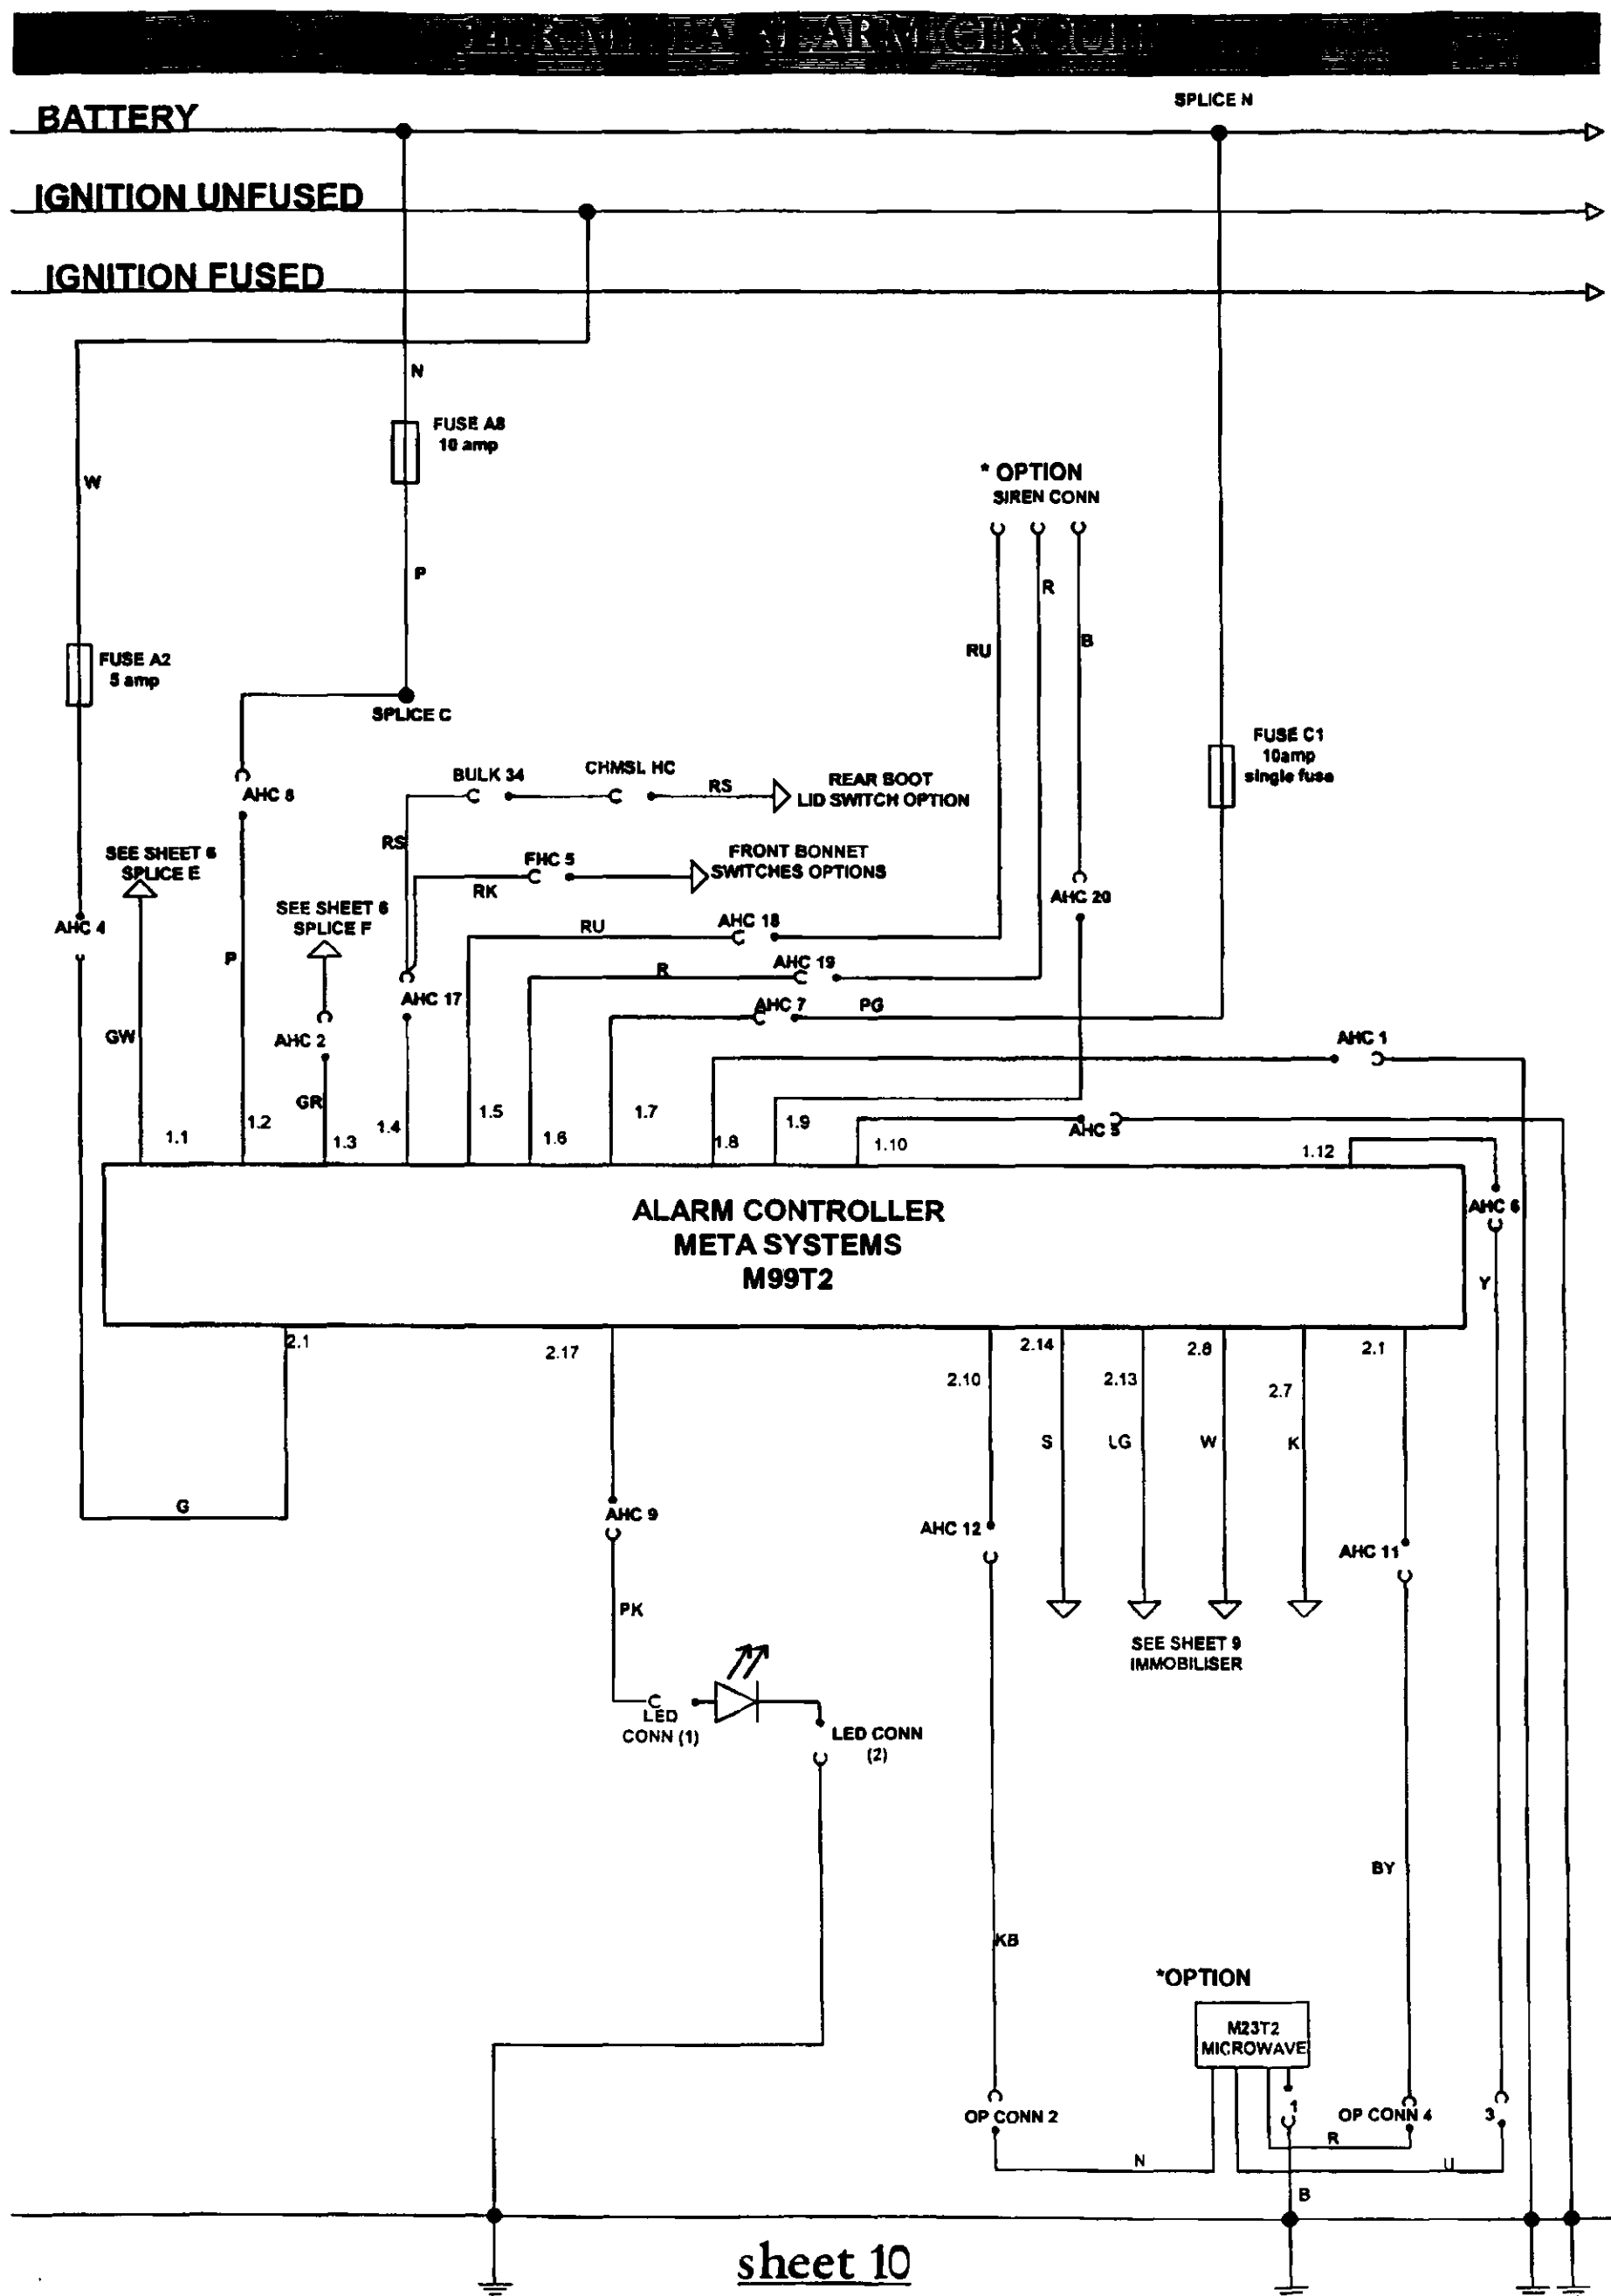 ALARM CIRCUIT
SPLICE N
BATTERY
IGNITION UNFUSED
IGNITION FUSED
N
FUSE A8
10 amp
W
* OPTION
SIREN CONN
P
R
RU
B
FUSE A2
5 amp
SPLICE C
FUSE C1
10amp
single fuse
BULK 34
CHMSL HC
RS
REAR BOOT
LID SWITCH OPTION
AHC 8
RS
SEE SHEET 6
SPLICE E
FHC 5
FRONT BONNET
SWITCHES OPTIONS
RK
AHC 20
SEE SHEET 6
SPLICE F
AHC 4
RU
AHC 18
P
R
AHC 19
AHC 17
AHC 7
PG
GW
AHC 2
AHC 1
GR
1.1
1.2
1.3
1.4
1.5
1.6
1.7
1.8
1.9
1.10
AHC 5
1.12
ALARM CONTROLLER
META SYSTEMS
M99T2
AHC 6
Y
2.1
2.17
2.10
2.14
2.13
2.8
2.7
2.1
S
LG
W
K
G
AHC 9
AHC 12
AHC 11
PK
SEE SHEET 9
IMMOBILISER
LED
CONN (1)
LED CONN
(2)
BY
KB
*OPTION
M23T2
MICROWAVE
OP CONN 2
1
OP CONN 4
3
R
N
U
B
sheet 10